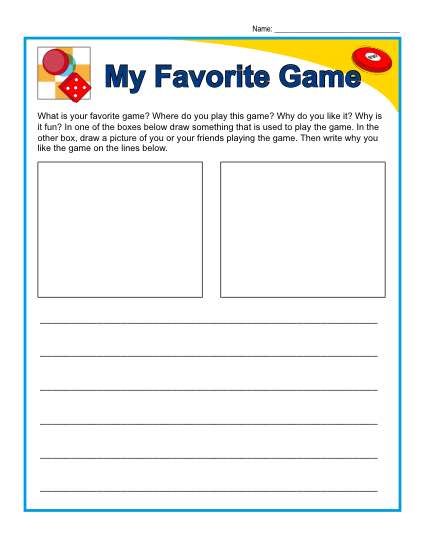 Name:
My Favorite Game
What is your favorite game? Where do you play this game? Why do you like it? Why is
it fun? In one of the boxes below draw something that is used to play the game. In the
other box, draw a picture of you or your friends playing the game. Then write why you
like the game on the lines below.